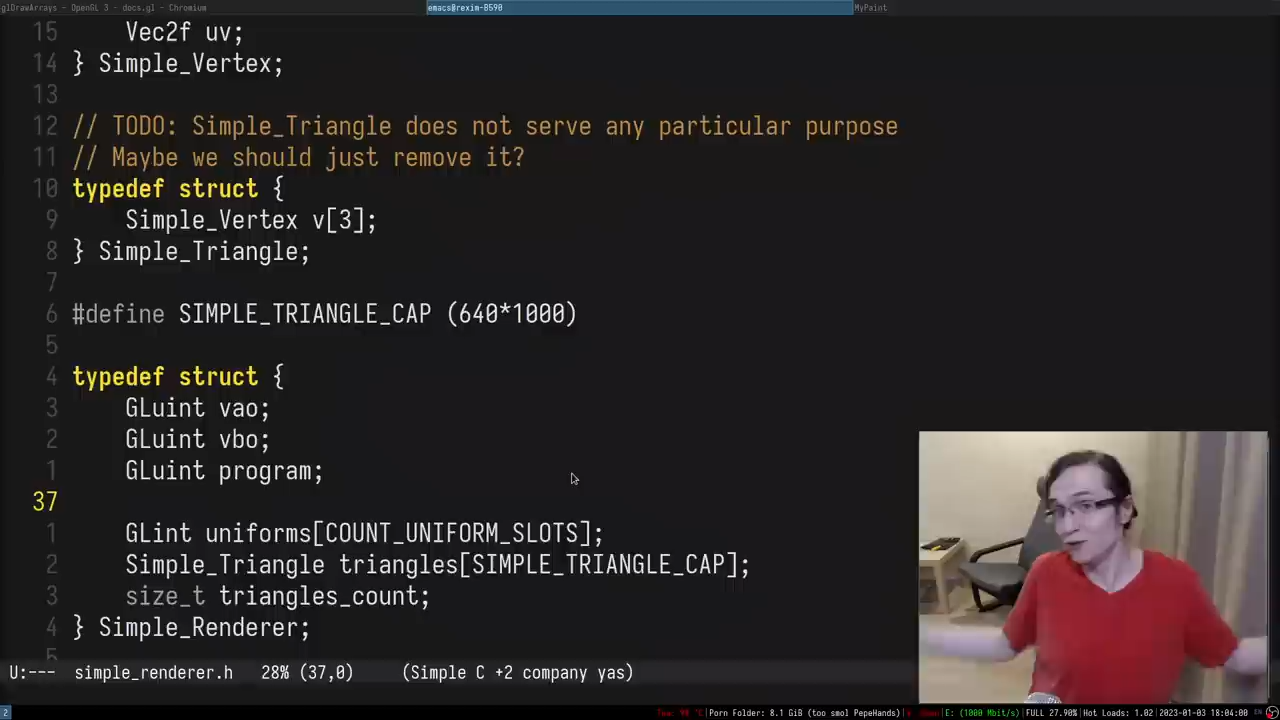 glDrawArrays - OpenGL 3 - docs.gl - Chromium
emacs@rexim-B590
MyPaint
15 Vec2f uv;
14 } Simple_Vertex;
13
12 // TODO: Simple_Triangle does not serve any particular purpose
11 // Maybe we should just remove it?
10 typedef struct {
9 Simple_Vertex v[3];
8 } Simple_Triangle;
7
6 #define SIMPLE_TRIANGLE_CAP (640*1000)
5
4 typedef struct {
3 GLuint vao;
2 GLuint vbo;
1 GLuint program;
37
1 GLint uniforms[COUNT_UNIFORM_SLOTS];
2 Simple_Triangle triangles[SIMPLE_TRIANGLE_CAP];
3 size_t triangles_count;
4 } Simple_Renderer;
5
U:--- simple_renderer.h 28% (37,0) (Simple C +2 company yas)
2
Porn Folder: 8.1 GiB (too smol PepeHands)| E: (1000 Mbit/s)|FULL 27.90%|Hot Loads: 1.02|2023-01-03 18:04:00 EN